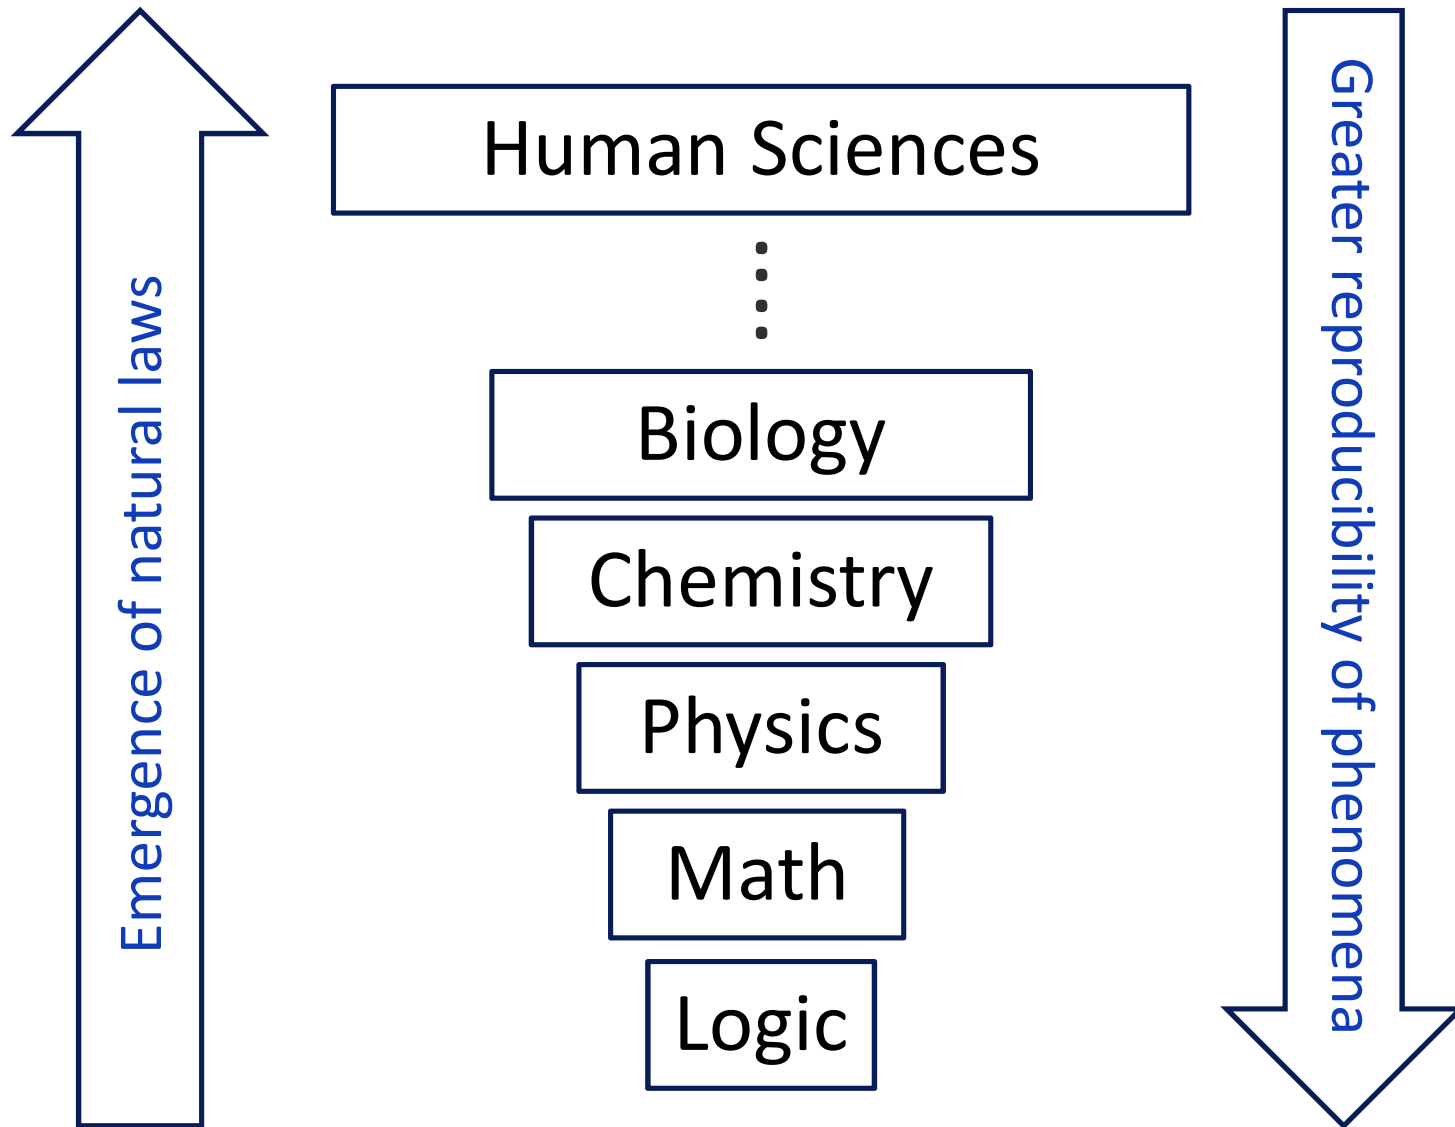 Emergence of natural laws
Human Sciences
Biology
Chemistry
Physics
Math
Logic
Greater reproducibility of phenomena